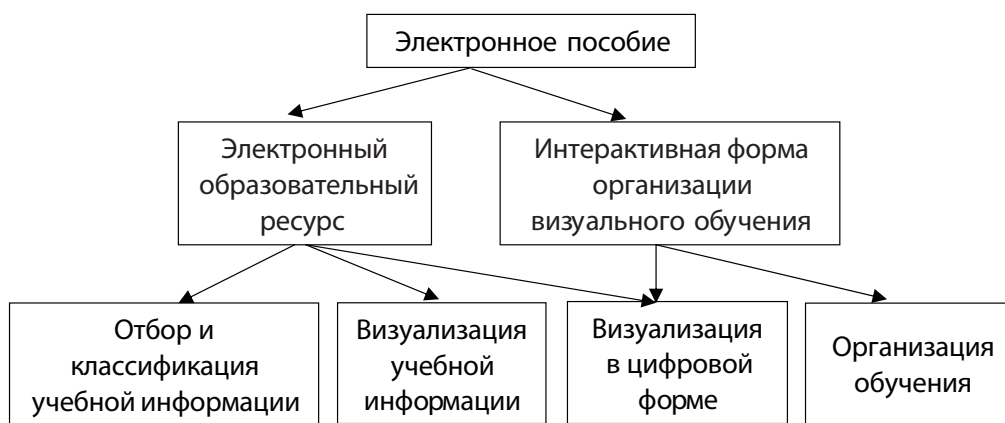 Электронное пособие
Электронный
образовательный
ресурс
Интерактивная форма
организации
визуального обучения
Отбор и
классификация
учебной информации
Визуализация
учебной
информации
Визуализация
в цифровой
форме
Организация
обучения